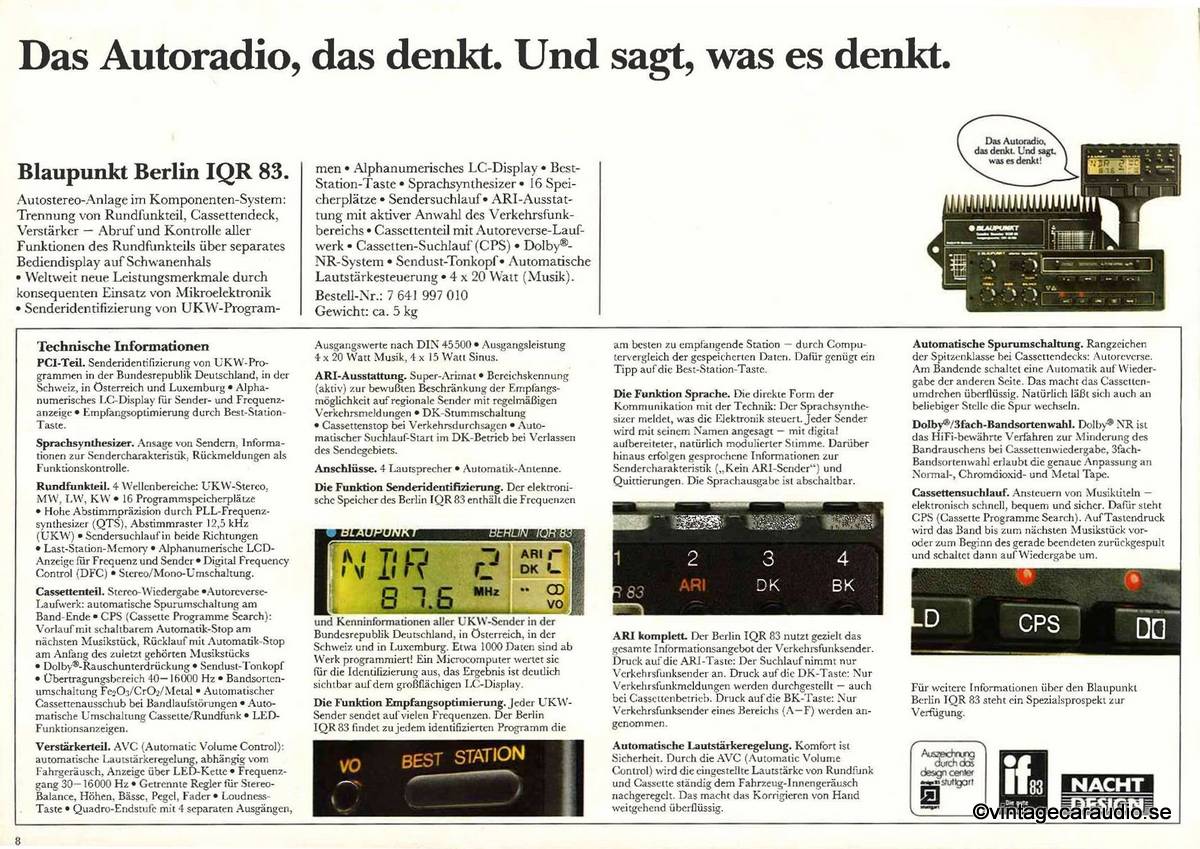 Das Autoradio, das denkt. Und sagt, was es denkt.
Blaupunkt Berlin IQR 83.
Autostereo-Anlage im Komponenten-System:
Trennung von Rundfunkteil, Cassettendeck,
Verstärker – Abruf und Kontrolle aller
Funktionen des Rundfunkteils über separates
Bediendisplay auf Schwanenhals
• Weltweit neue Leistungsmerkmale durch
konsequenten Einsatz von Mikroelektronik
• Senderidentifizierung von UKW-Program-
men • Alphanumerisches LC-Display • Best-
Station-Taste • Sprachsynthesizer • 16 Spei-
cherplätze • Sendersuchlauf • ARI-Ausstat-
tung mit aktiver Anwahl des Verkehrsfunk-
bereichs • Cassettenteil mit Autoreverse-Lauf-
werk • Cassetten-Suchlauf (CPS) • Dolby®-
NR-System • Sendust-Tonkopf • Automatische
Lautstärkesteuerung • 4 x 20 Watt (Musik).
Bestell-Nr.: 7 641 997 010
Gewicht: ca. 5 kg
Das Autoradio,
das denkt. Und sagt,
was es denkt!
BLAUPUNKT
Technische Informationen
PCI-Teil. Senderidentifizierung von UKW-Pro-
grammen in der Bundesrepublik Deutschland, in der
Schweiz, in Österreich und Luxemburg • Alpha-
numerisches LC-Display für Sender- und Frequenz-
anzeige • Empfangsoptimierung durch Best-Station-
Taste.
Sprachsynthesizer. Ansage von Sendern, Informa-
tionen zur Sendercharakteristik, Rückmeldungen als
Funktionskontrolle.
Rundfunkteil. 4 Wellenbereiche: UKW-Stereo,
MW, LW, KW • 16 Programmspeicherplätze
• Hohe Abstimmpräzision durch PLL-Frequenz-
synthesizer (QTS), Abstimmraster 12,5 kHz
(UKW) • Sendersuchlauf in beide Richtungen
• Last-Station-Memory • Alphanumerische LCD-
Anzeige für Frequenz und Sender • Digital Frequency
Control (DFC) • Stereo/Mono-Umschaltung.
Cassettenteil. Stereo-Wiedergabe •Autoreverse-
Laufwerk: automatische Spurumschaltung am
Band-Ende • CPS (Cassette Programme Search):
Vorlauf mit schaltbarem Automatik-Stop am
nächsten Musikstück, Rücklauf mit Automatik-Stop
am Anfang des zuletzt gehörten Musikstücks
• Dolby®-Rauschunterdrückung • Sendust-Tonkopf
• Übertragungsbereich 40–16000 Hz • Bandsorten-
umschaltung Fe2O3/CrO2/Metal • Automatischer
Cassettenausschub bei Bandlaufstörungen • Auto-
matische Umschaltung Cassette/Rundfunk • LED-
Funktionsanzeigen.
Verstärkerteil. AVC (Automatic Volume Control):
automatische Lautstärkeregelung, abhängig vom
Fahrgeräusch, Anzeige über LED-Kette • Frequenz-
gang 30–16000 Hz • Getrennte Regler für Stereo-
Balance, Höhen, Bässe, Pegel, Fader • Loudness-
Taste • Quadro-Endstufe mit 4 separaten Ausgängen,
Ausgangswerte nach DIN 45500 • Ausgangsleistung
4 x 20 Watt Musik, 4 x 15 Watt Sinus.
ARI-Ausstattung. Super-Arimat • Bereichskennung
(aktiv) zur bewußten Beschränkung der Empfangs-
möglichkeit auf regionale Sender mit regelmäßigen
Verkehrsmeldungen • DK-Stummschaltung
• Cassettenstop bei Verkehrsdurchsagen • Auto-
matischer Suchlauf-Start im DK-Betrieb bei Verlassen
des Sendegebiets.
Anschlüsse. 4 Lautsprecher • Automatik-Antenne.
Die Funktion Senderidentifizierung. Der elektroni-
sche Speicher des Berlin IQR 83 enthält die Frequenzen
BLAUPUNKT BERLIN IQR 83
NDR 2 ARI DK C
87.6 MHz VO
und Kenninformationen aller UKW-Sender in der
Bundesrepublik Deutschland, in Österreich, in der
Schweiz und in Luxemburg. Etwa 1000 Daten sind ab
Werk programmiert! Ein Microcomputer wertet sie
für die Identifizierung aus, das Ergebnis ist deutlich
sichtbar auf dem großflächigen LC-Display.
Die Funktion Empfangsoptimierung. Jeder UKW-
Sender sendet auf vielen Frequenzen. Der Berlin
IQR 83 findet zu jedem identifizierten Programm die
VO BEST STATION
am besten zu empfangende Station – durch Compu-
tervergleich der gespeicherten Daten. Dafür genügt ein
Tipp auf die Best-Station-Taste.
Die Funktion Sprache. Die direkte Form der
Kommunikation mit der Technik: Der Sprachsynthe-
sizer meldet, was die Elektronik steuert. Jeder Sender
wird mit seinem Namen angesagt – mit digital
aufbereiteter, natürlich modulierter Stimme. Darüber
hinaus erfolgen gesprochene Informationen zur
Sendercharakteristik („Kein ARI-Sender“) und
Quittierungen. Die Sprachausgabe ist abschaltbar.
1 2 3 4
R 83 ARI DK BK
ARI komplett. Der Berlin IQR 83 nutzt gezielt das
gesamte Informationsangebot der Verkehrsfunksender.
Druck auf die ARI-Taste: Der Suchlauf nimmt nur
Verkehrsfunksender an. Druck auf die DK-Taste: Nur
Verkehrsfunkmeldungen werden durchgestellt – auch
bei Cassettenbetrieb. Druck auf die BK-Taste: Nur
Verkehrsfunksender eines Bereichs (A–F) werden an-
genommen.
Automatische Lautstärkeregelung. Komfort ist
Sicherheit. Durch die AVC (Automatic Volume
Control) wird die eingestellte Lautstärke von Rundfunk
und Cassette ständig dem Fahrzeug-Innengeräusch
nachgeregelt. Das macht das Korrigieren von Hand
weitgehend überflüssig.
Automatische Spurumschaltung. Rangzeichen
der Spitzenklasse bei Cassettendecks: Autoreverse.
Am Bandende schaltet eine Automatik auf Wieder-
gabe der anderen Seite. Das macht das Cassetten-
umdrehen überflüssig. Natürlich läßt sich auch an
beliebiger Stelle die Spur wechseln.
Dolby®/3fach-Bandsortenwahl. Dolby® NR ist
das HiFi-bewährte Verfahren zur Minderung des
Bandrauschens bei Cassettenwiedergabe, 3fach-
Bandsortenwahl erlaubt die genaue Anpassung an
Normal-, Chromdioxid- und Metal Tape.
Cassettensuchlauf. Ansteuern von Musiktiteln –
elektronisch schnell, bequem und sicher. Dafür steht
CPS (Cassette Programme Search). Auf Tastendruck
wird das Band bis zum nächsten Musikstück vor-
oder zum Beginn des gerade beendeten zurückgespult
und schaltet dann auf Wiedergabe um.
LD CPS
Für weitere Informationen über den Blaupunkt
Berlin IQR 83 steht ein Spezialprospekt zur
Verfügung.
Auszeichnung
durch das
design center
stuttgart
if
83
Die gute
NACHT
DESIGN
©vintagecaraudio.se
8